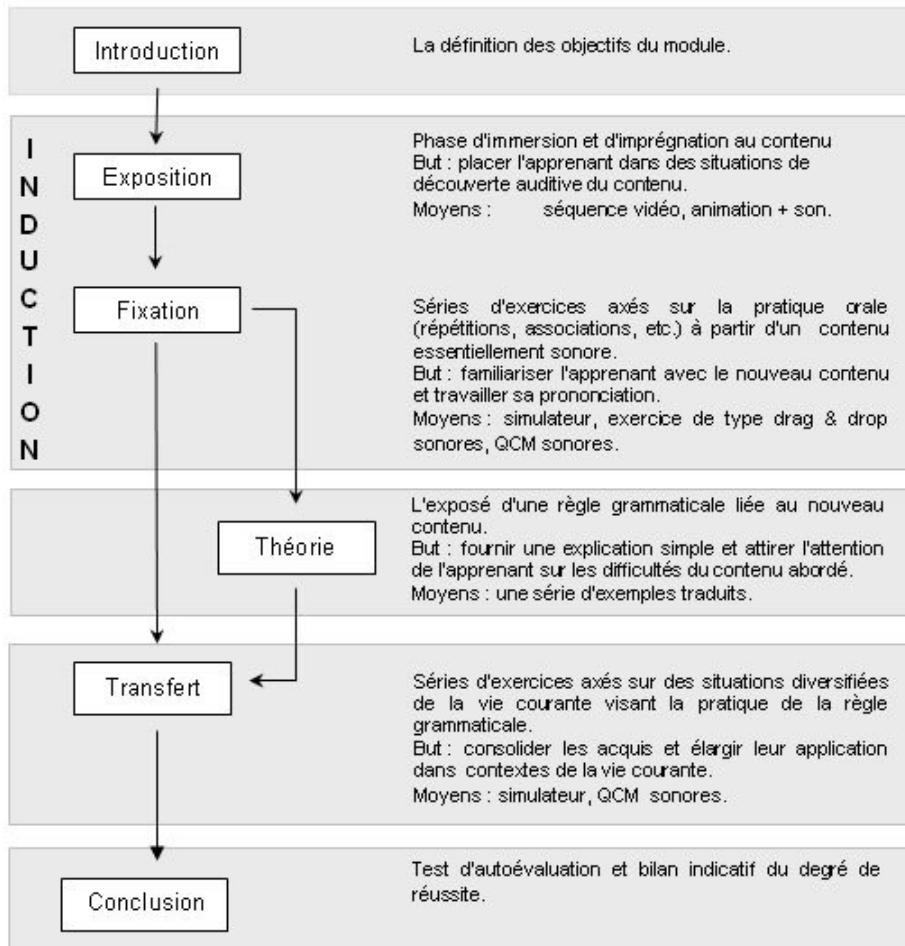 Introduction
La définition des objectifs du module.
INDUCTION
Exposition
Phase d'immersion et d'imprégnation au contenu
But : placer l'apprenant dans des situations de
découverte auditive du contenu.
Moyens : séquence vidéo, animation + son.
Fixation
Séries d'exercices axés sur la pratique orale
(répétitions, associations, etc.) à partir d'un contenu
essentiellement sonore.
But : familiariser l'apprenant avec le nouveau contenu
et travailler sa prononciation.
Moyens : simulateur, exercice de type drag & drop
sonores, QCM sonores.
Théorie
L'exposé d'une règle grammaticale liée au nouveau
contenu.
But : fournir une explication simple et attirer l'attention
de l'apprenant sur les difficultés du contenu abordé.
Moyens : une série d'exemples traduits.
Transfert
Séries d'exercices axés sur des situations diversifiées
de la vie courante visant la pratique de la règle
grammaticale.
But : consolider les acquis et élargir leur application
dans contextes de la vie courante.
Moyens : simulateur, QCM sonores.
Conclusion
Test d'autoévaluation et bilan indicatif du degré de
réussite.